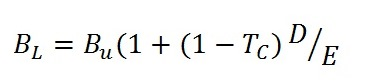 B_L = B_u(1 + (1 − T_C) D/E